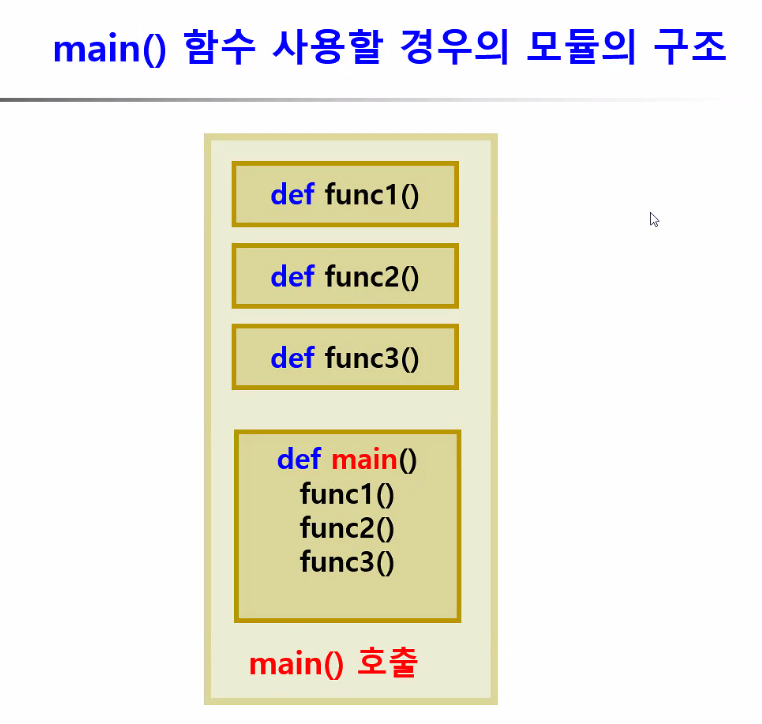 main() 함수 사용할 경우의 모듈의 구조
def func1()
def func2()
def func3()
def main()
func1()
func2()
func3()
main() 호출